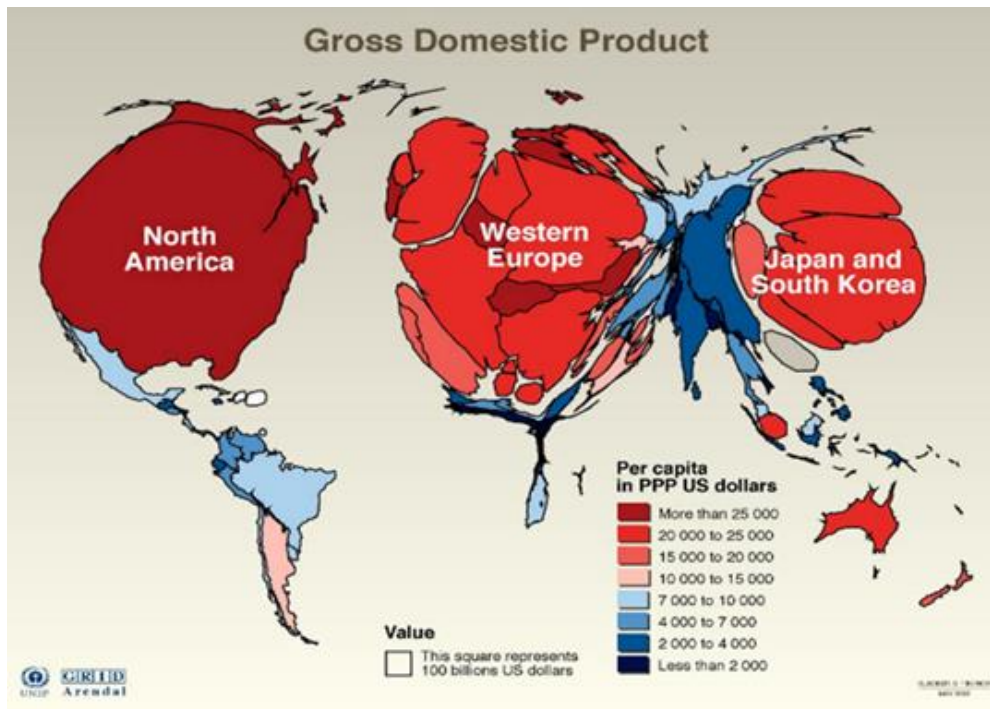 Gross Domestic Product
North
America
Western
Europe
Japan and
South Korea
Per capita
in PPP US dollars
More than 25 000
20 000 to 25 000
15 000 to 20 000
10 000 to 15 000
7 000 to 10 000
4 000 to 7 000
2 000 to 4 000
Less than 2 000
Value
This square represents
100 billions US dollars
UNEP
GRID
Arendal